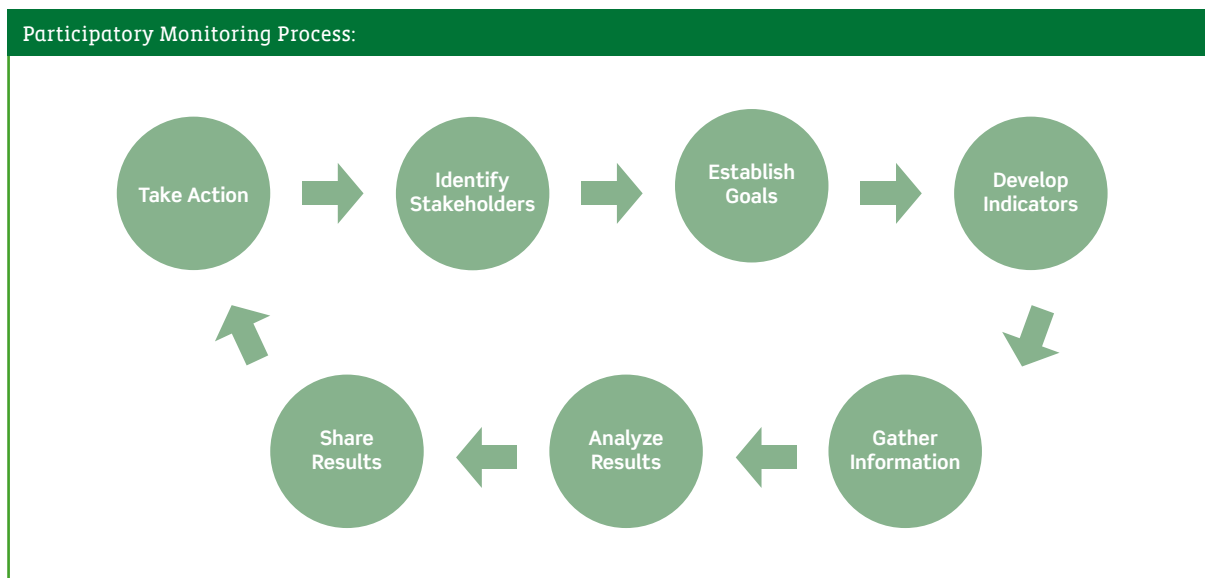 Participatory Monitoring Process:
Take Action
Identify
Stakeholders
Establish
Goals
Develop
Indicators
Gather
Information
Analyze
Results
Share
Results